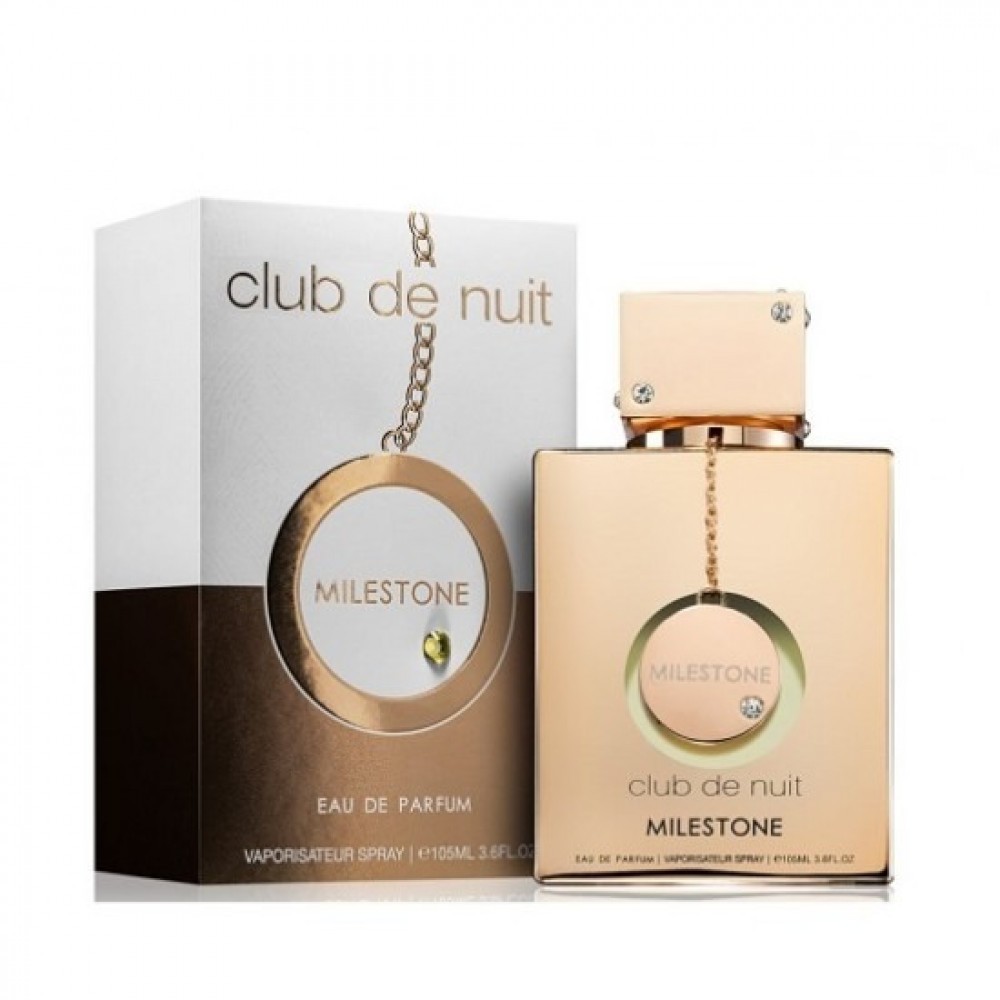 club de nuit
MILESTONE
EAU DE PARFUM
VAPORISATEUR SPRAY | ℮105ML 3.6FL.OZ
MILESTONE
club de nuit
MILESTONE
EAU DE PARFUM | VAPORISATEUR SPRAY | ℮105ML 3.6FL.OZ